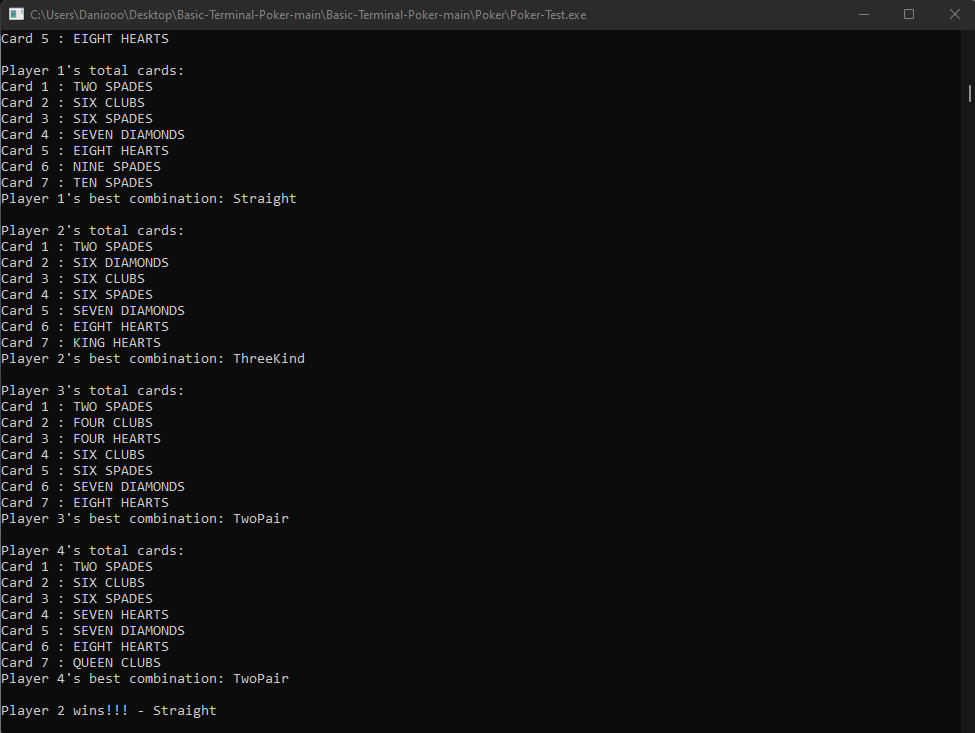 C:\Users\Daniooo\Desktop\Basic-Terminal-Poker-main\Basic-Terminal-Poker-main\Poker\Poker-Test.exe
Card 5 : EIGHT HEARTS
Player 1's total cards:
Card 1 : TWO SPADES
Card 2 : SIX CLUBS
Card 3 : SIX SPADES
Card 4 : SEVEN DIAMONDS
Card 5 : EIGHT HEARTS
Card 6 : NINE SPADES
Card 7 : TEN SPADES
Player 1's best combination: Straight
Player 2's total cards:
Card 1 : TWO SPADES
Card 2 : SIX DIAMONDS
Card 3 : SIX CLUBS
Card 4 : SIX SPADES
Card 5 : SEVEN DIAMONDS
Card 6 : EIGHT HEARTS
Card 7 : KING HEARTS
Player 2's best combination: ThreeKind
Player 3's total cards:
Card 1 : TWO SPADES
Card 2 : FOUR CLUBS
Card 3 : FOUR HEARTS
Card 4 : SIX CLUBS
Card 5 : SIX SPADES
Card 6 : SEVEN DIAMONDS
Card 7 : EIGHT HEARTS
Player 3's best combination: TwoPair
Player 4's total cards:
Card 1 : TWO SPADES
Card 2 : SIX CLUBS
Card 3 : SIX SPADES
Card 4 : SEVEN HEARTS
Card 5 : SEVEN DIAMONDS
Card 6 : EIGHT HEARTS
Card 7 : QUEEN CLUBS
Player 4's best combination: TwoPair
Player 2 wins!!! - Straight